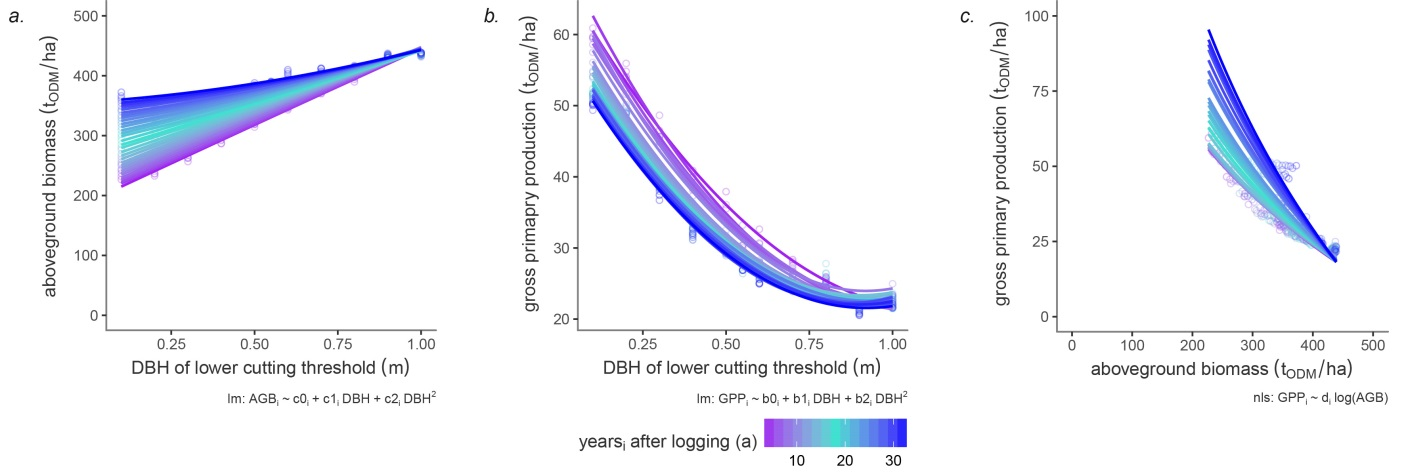 a.
aboveground biomass (tODM/ha)
500
400
300
200
100
0
0.25 0.50 0.75 1.00
DBH of lower cutting threshold (m)
lm: AGBi ~ c0i + c1i DBH + c2i DBH2
b.
gross primapry production (tODM/ha)
60
50
40
30
20
0.25 0.50 0.75 1.00
DBH of lower cutting threshold (m)
lm: GPPi ~ b0i + b1i DBH + b2i DBH2
yearsi after logging (a)
10 20 30
c.
gross primary production (tODM/ha)
100
75
50
25
0
0 100 200 300 400 500
aboveground biomass (tODM/ha)
nls: GPPi ~ di log(AGB)